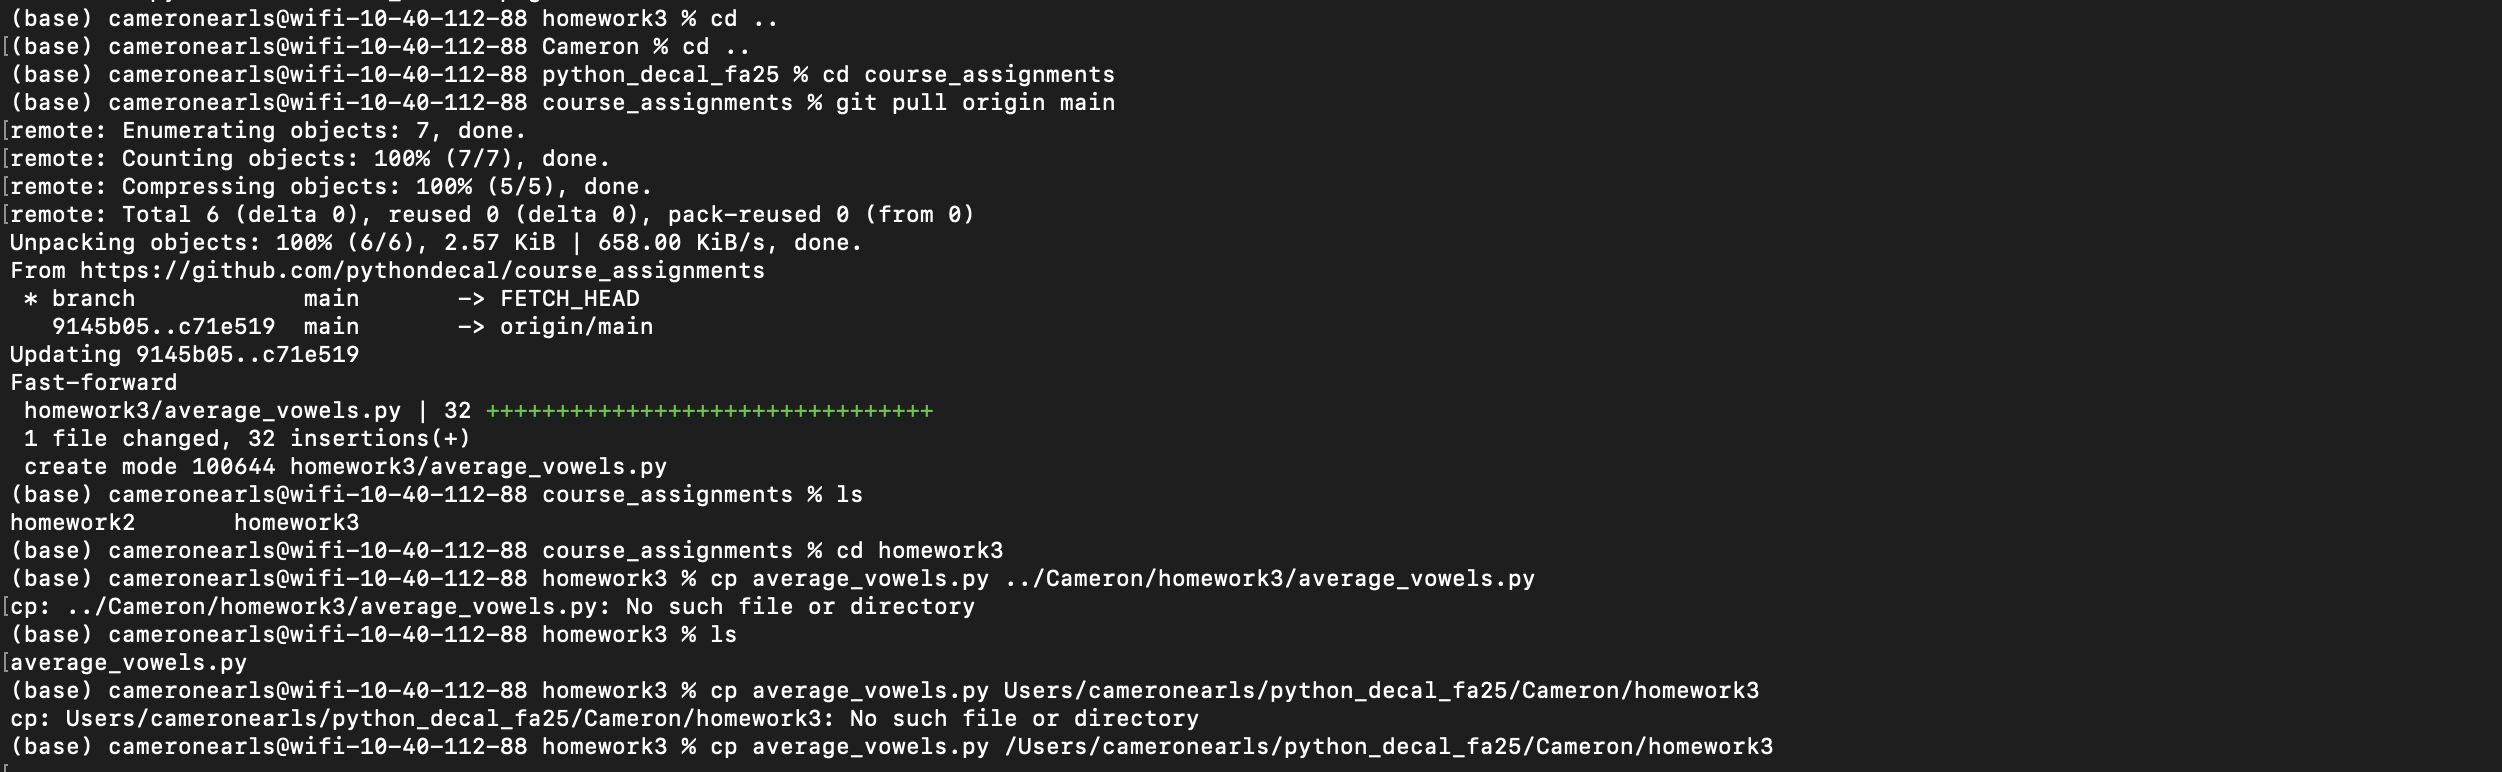 (base) cameronearls@wifi-10-40-112-88 homework3 % cd ..
[(base) cameronearls@wifi-10-40-112-88 Cameron % cd ..
(base) cameronearls@wifi-10-40-112-88 python_decal_fa25 % cd course_assignments
(base) cameronearls@wifi-10-40-112-88 course_assignments % git pull origin main
[remote: Enumerating objects: 7, done.
[remote: Counting objects: 100% (7/7), done.
[remote: Compressing objects: 100% (5/5), done.
[remote: Total 6 (delta 0), reused 0 (delta 0), pack-reused 0 (from 0)
Unpacking objects: 100% (6/6), 2.57 KiB | 658.00 KiB/s, done.
From https://github.com/pythondecal/course_assignments
 * branch            main       -> FETCH_HEAD
   9145b05..c71e519  main       -> origin/main
Updating 9145b05..c71e519
Fast-forward
 homework3/average_vowels.py | 32 ++++++++++++++++++++++++++++++++
 1 file changed, 32 insertions(+)
 create mode 100644 homework3/average_vowels.py
(base) cameronearls@wifi-10-40-112-88 course_assignments % ls
homework2       homework3
(base) cameronearls@wifi-10-40-112-88 course_assignments % cd homework3
(base) cameronearls@wifi-10-40-112-88 homework3 % cp average_vowels.py ../Cameron/homework3/average_vowels.py
[cp: ../Cameron/homework3/average_vowels.py: No such file or directory
(base) cameronearls@wifi-10-40-112-88 homework3 % ls
[average_vowels.py
(base) cameronearls@wifi-10-40-112-88 homework3 % cp average_vowels.py Users/cameronearls/python_decal_fa25/Cameron/homework3
cp: Users/cameronearls/python_decal_fa25/Cameron/homework3: No such file or directory
(base) cameronearls@wifi-10-40-112-88 homework3 % cp average_vowels.py /Users/cameronearls/python_decal_fa25/Cameron/homework3